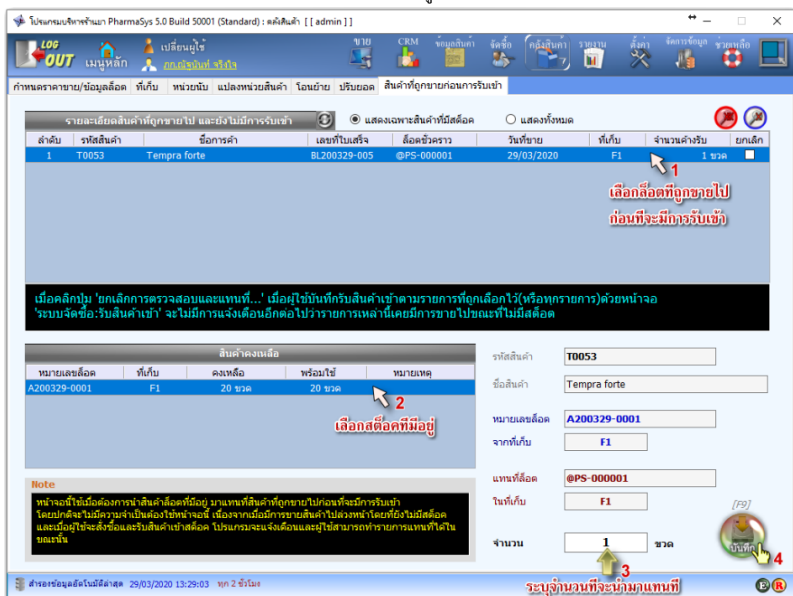 โปรแกรมบริหารร้านยา PharmaSys 5.0 Build 50001 (Standard) : คลังสินค้า [ [ admin ] ]
LOG OUT เมนูหลัก
เปลี่ยนผู้ใช้
ขาย CRM ข้อมูลสินค้า จัดซื้อ คลังสินค้า รายงาน ตั้งค่า จัดการข้อมูล ช่วยเหลือ
กำหนดราคาขาย/ข้อมูลล็อต ที่เก็บ หน่วยนับ แปลงหน่วยสินค้า โอนย้าย ปรับยอด สินค้าที่ถูกขายก่อนการรับเข้า
รายละเอียดสินค้าที่ถูกขายไป และยังไม่มีการรับเข้า แสดงเฉพาะสินค้าที่มีสต็อค แสดงทั้งหมด
ลำดับ รหัสสินค้า ชื่อการค้า เลขที่ใบเสร็จ ล็อตชั่วคราว วันที่ขาย ที่เก็บ จำนวนค้างรับ ยกเลิก
1 T0053 Tempra forte BL200329-005 @PS-000001 29/03/2020 F1 1 ขวด
1
เลือกล็อตที่ถูกขายไป
ก่อนที่จะมีการรับเข้า
เมื่อคลิกปุ่ม 'ยกเลิกการตรวจสอบและแทนที่...' เมื่อผู้ใช้บันทึกรับสินค้าเข้าตามรายการที่ถูกเลือกไว้(หรือทุกรายการ)ด้วยหน้าจอ
'ระบบจัดซื้อ:รับสินค้าเข้า' จะไม่มีการแจ้งเตือนอีกต่อไปว่ารายการเหล่านี้เคยมีการขายไปขณะที่ไม่มีสต็อค
สินค้าคงเหลือ
หมายเลขล็อต ที่เก็บ คงเหลือ พร้อมใช้ หมายเหตุ
A200329-0001 F1 20 ขวด 20 ขวด
2
เลือกสต็อคที่มีอยู่
รหัสสินค้า T0053
ชื่อสินค้า Tempra forte
หมายเลขล็อต A200329-0001
จากที่เก็บ F1
แทนที่ล็อต @PS-000001
ในที่เก็บ F1
Note
หน้าจอนี้ใช้เมื่อต้องการนำสินค้าล็อตที่มีอยู่ มาแทนที่สินค้าที่ถูกขายไปก่อนที่จะมีการรับเข้า
โดยปกติจะไม่มีความจำเป็นต้องใช้หน้าจอนี้ เนื่องจากเมื่อมีการขายสินค้าไปล่วงหน้าโดยที่ยังไม่มีสต็อค
และเมื่อผู้ใช้จะสั่งซื้อและรับสินค้าเข้าสต็อค โปรแกรมจะแจ้งเตือนและผู้ใช้สามารถทำรายการแทนที่ได้ใน
ขณะนั้น
[F9]
จำนวน 1 ขวด
บันทึก
4
3
ระบุจำนวนที่จะนำมาแทนที่
สำรองข้อมูลอัตโนมัติล่าสุด 29/03/2020 13:29:03 ทุก 2 ชั่วโมง
E R